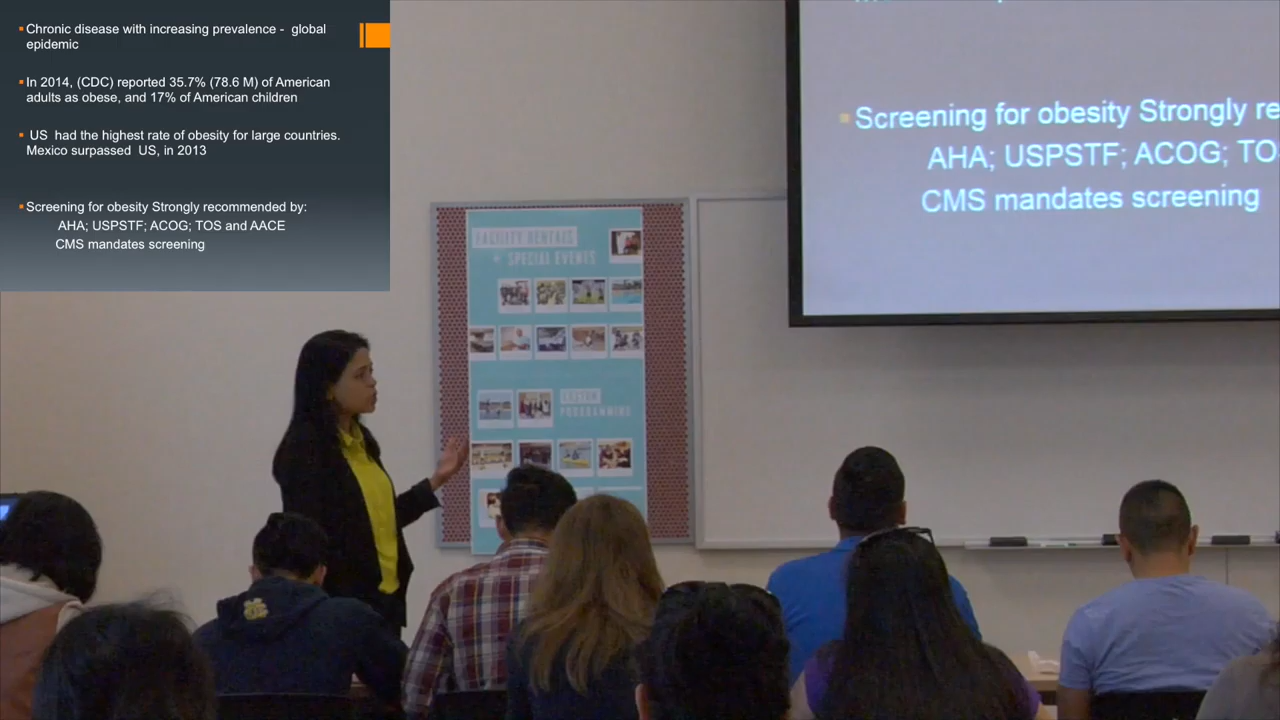 ▪Chronic disease with increasing prevalence - global
epidemic
▪In 2014, (CDC) reported 35.7% (78.6 M) of American
adults as obese, and 17% of American children
▪ US had the highest rate of obesity for large countries.
Mexico surpassed US, in 2013
▪Screening for obesity Strongly recommended by:
AHA; USPSTF; ACOG; TOS and AACE
CMS mandates screening
▪Screening for obesity Strongly re
AHA; USPSTF; ACOG; TO
CMS mandates screening
FACILITY RENTALS
+ SPECIAL EVENTS
CUSTOM
PROGRAMMING